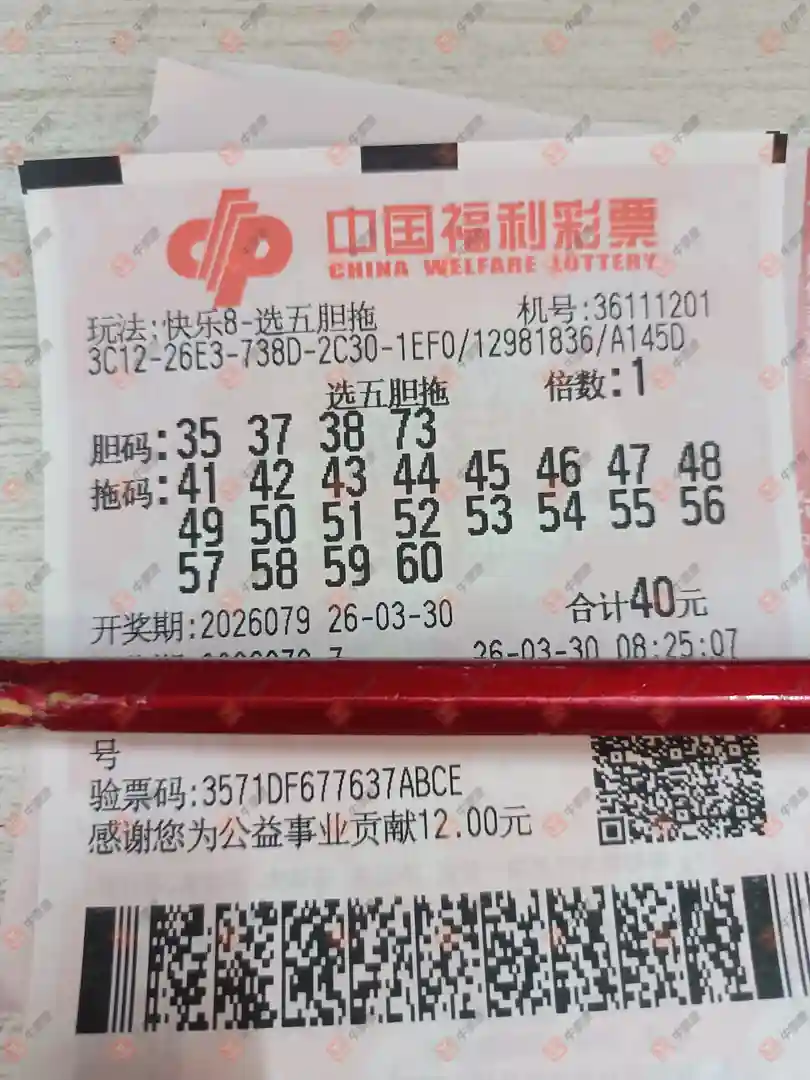 中国福利彩票
CHINA WELFARE LOTTERY
玩法:快乐8-选五胆拖 机号:36111201
3C12-26E3-738D-2C30-1EF0/12981836/A145D
选五胆拖 倍数:1
胆码:35 37 38 73
拖码:41 42 43 44 45 46 47 48
49 50 51 52 53 54 55 56
57 58 59 60
开奖期:2026079 26-03-30 合计40元
26-03-30 08:25:07
号
验票码:3571DF677637ABCE
感谢您为公益事业贡献12.00元